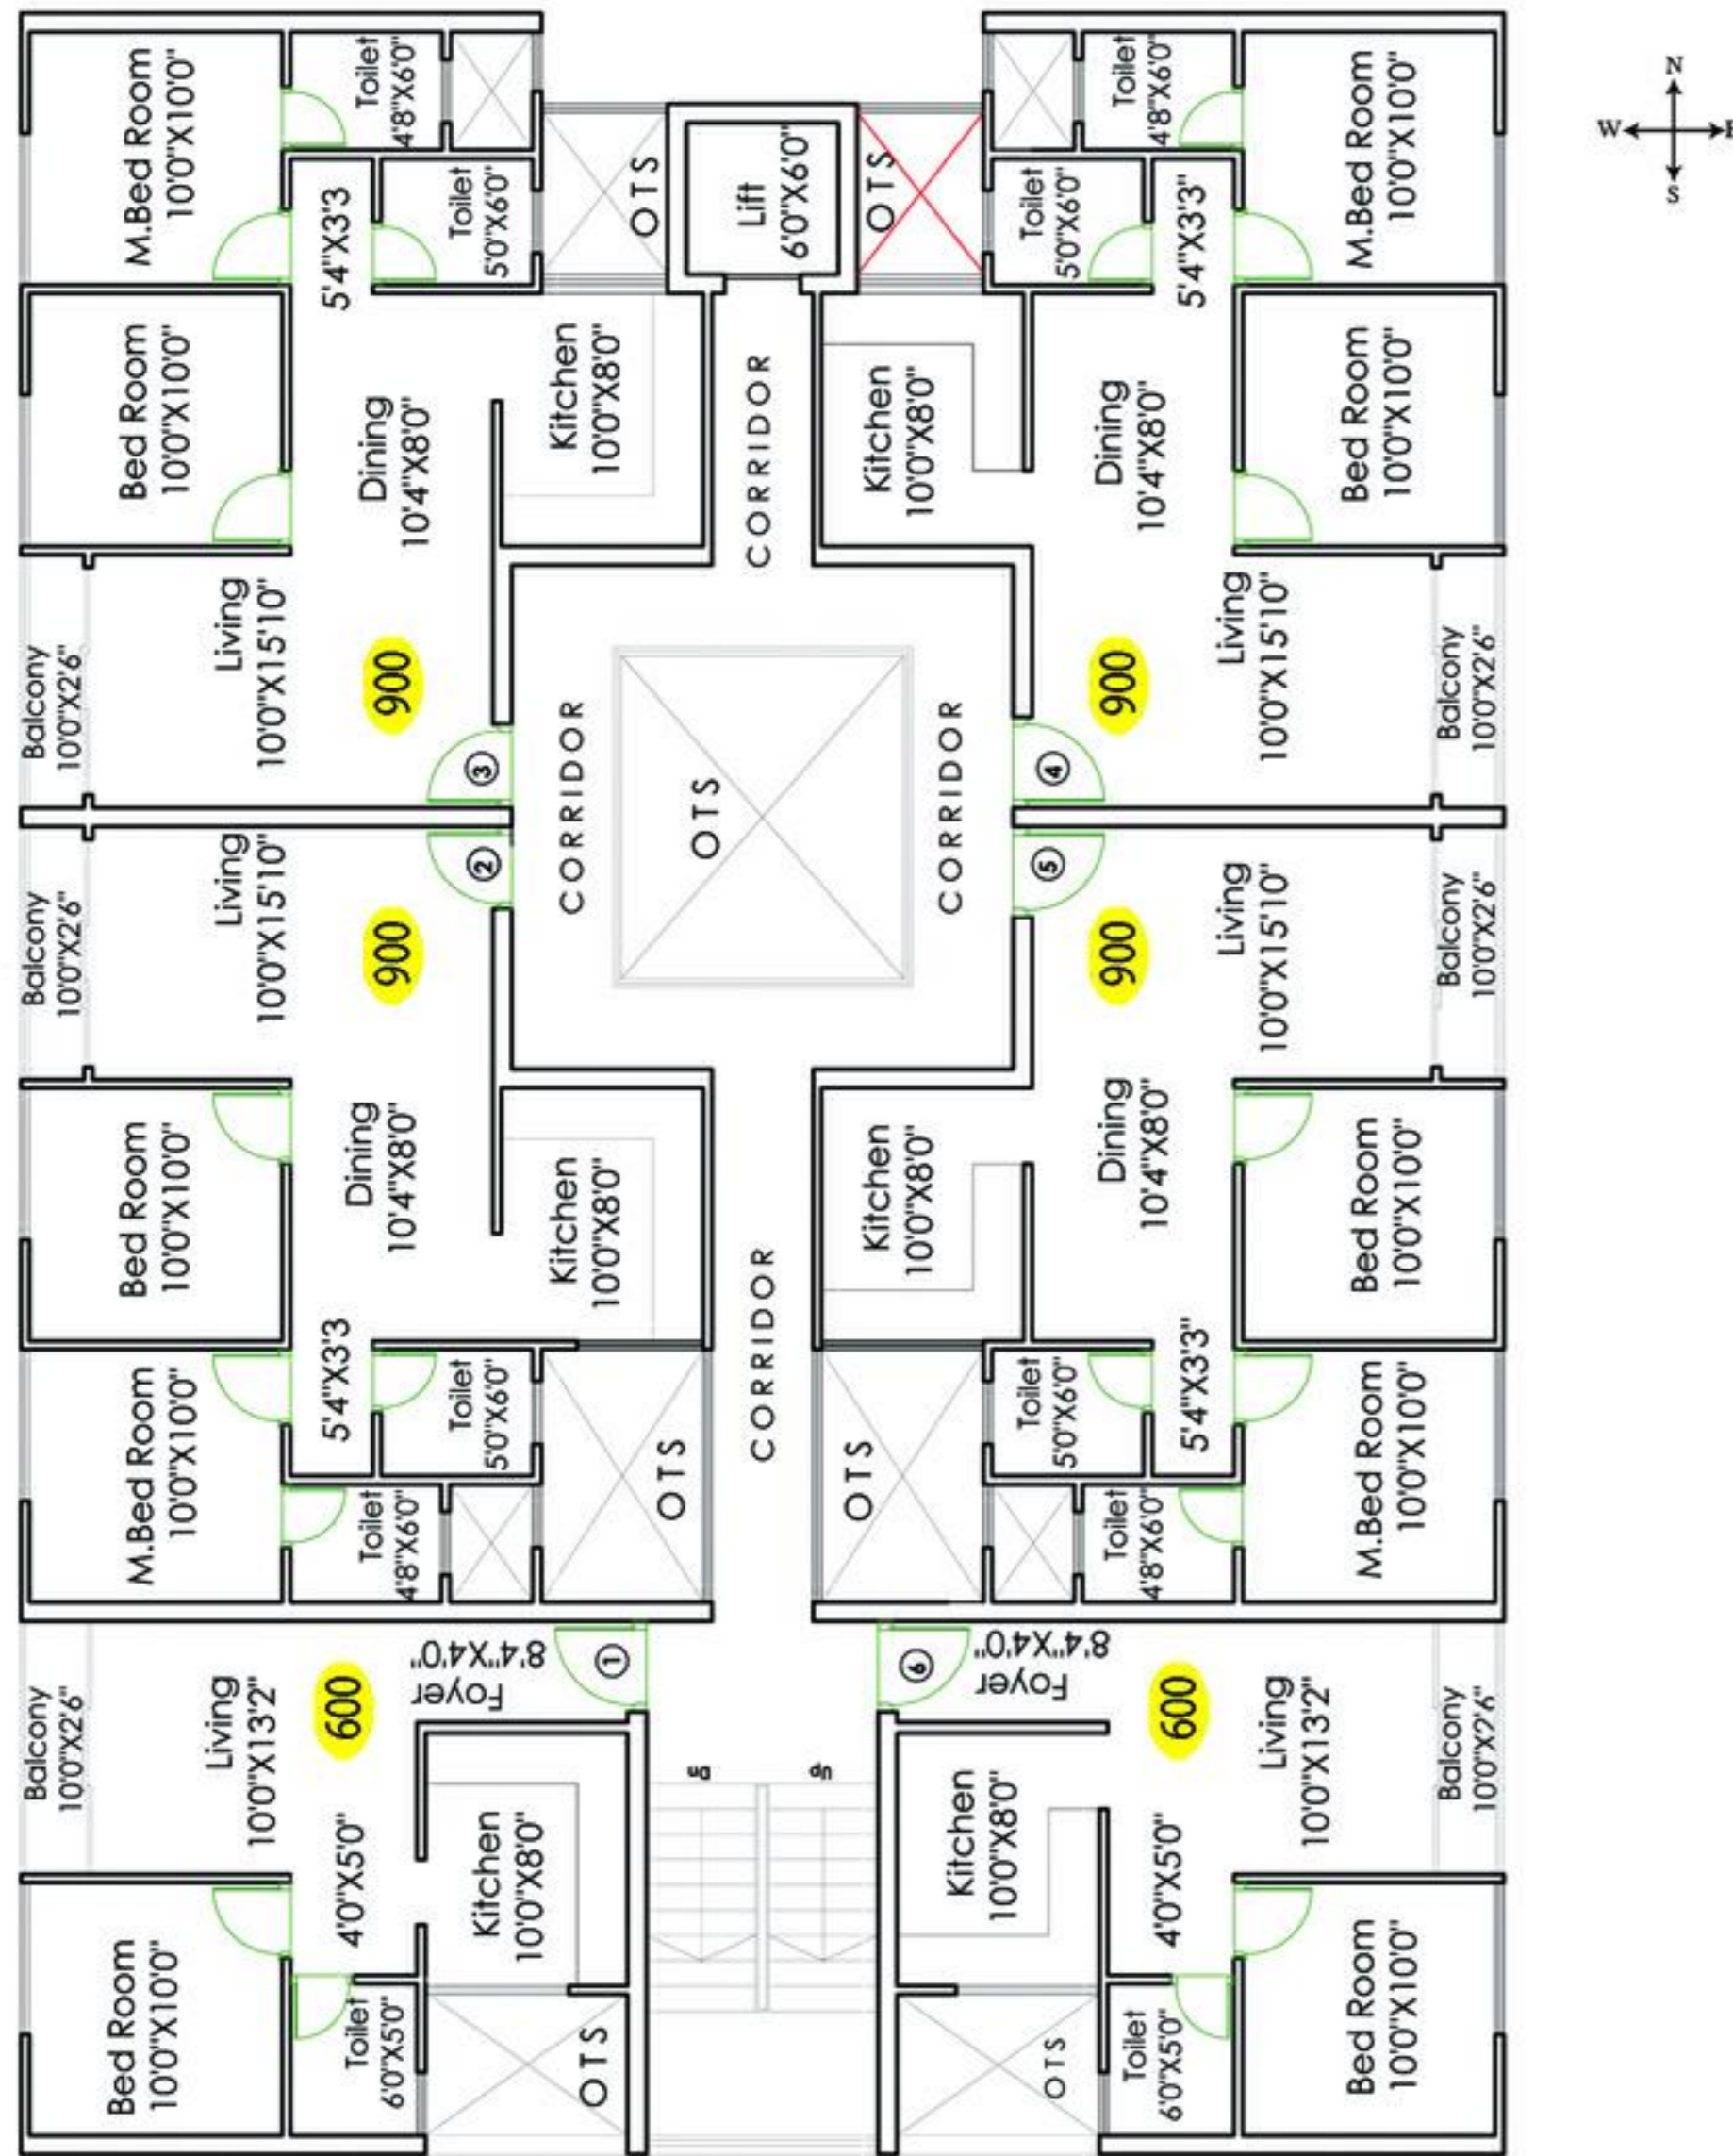 N
W
E
S
M.Bed Room
10'0"X10'0"
Toilet
4'8"X6'0"
5'4"X3'3
Toilet
5'0"X6'0"
OTS
Lift
6'0"X6'0"
OTS
Toilet
4'8"X6'0"
Toilet
5'0"X6'0"
5'4"X3'3"
M.Bed Room
10'0"X10'0"
Bed Room
10'0"X10'0"
Dining
10'4"X8'0"
Kitchen
10'0"X8'0"
CORRIDOR
Kitchen
10'0"X8'0"
Dining
10'4"X8'0"
Bed Room
10'0"X10'0"
Balcony
10'0"X2'6"
Living
10'0"X15'10"
900
3
CORRIDOR
OTS
CORRIDOR
4
900
Living
10'0"X15'10"
Balcony
10'0"X2'6"
Balcony
10'0"X2'6"
Living
10'0"X15'10"
900
2
5
900
Living
10'0"X15'10"
Balcony
10'0"X2'6"
Bed Room
10'0"X10'0"
Dining
10'4"X8'0"
Kitchen
10'0"X8'0"
CORRIDOR
Kitchen
10'0"X8'0"
Dining
10'4"X8'0"
Bed Room
10'0"X10'0"
M.Bed Room
10'0"X10'0"
5'4"X3'3
Toilet
5'0"X6'0"
Toilet
4'8"X6'0"
OTS
OTS
Toilet
5'0"X6'0"
Toilet
4'8"X6'0"
5'4"X3'3"
M.Bed Room
10'0"X10'0"
Balcony
10'0"X2'6"
Living
10'0"X13'2"
600
Foyer
8'4"X4'0"
1
6
Foyer
8'4"X4'0"
600
Living
10'0"X13'2"
Balcony
10'0"X2'6"
Dn
Up
Bed Room
10'0"X10'0"
4'0"X5'0"
Toilet
6'0"X5'0"
Kitchen
10'0"X8'0"
OTS
Kitchen
10'0"X8'0"
OTS
4'0"X5'0"
Toilet
6'0"X5'0"
Bed Room
10'0"X10'0"